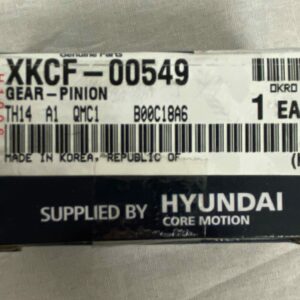 Genuine Parts
XKCF-00549
GEAR-PINION
OKRO
1 EA
TH14 A1 QMC1 B00C18A6
MADE IN KOREA, REPUBLIC OF
SUPPLIED BY HYUNDAI
CORE MOTION